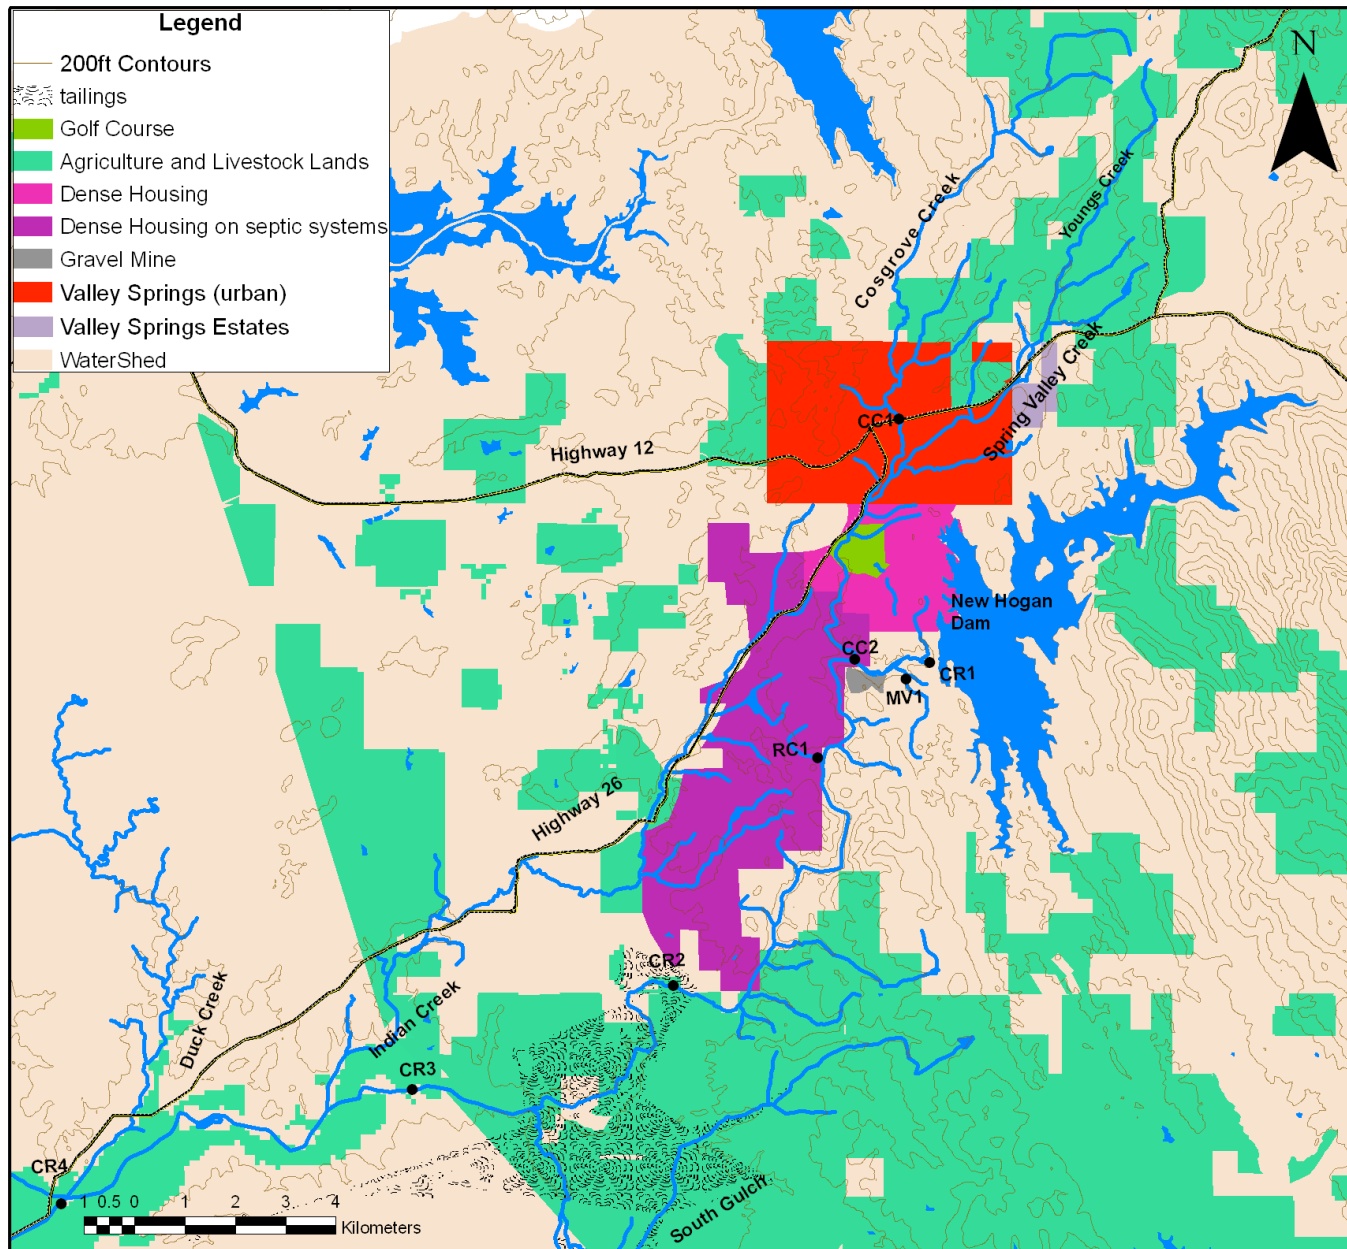 Legend
200ft Contours
tailings
Golf Course
Agriculture and Livestock Lands
Dense Housing
Dense Housing on septic systems
Gravel Mine
Valley Springs (urban)
Valley Springs Estates
WaterShed
N
Cosgrove Creek
Youngs Creek
Spring Valley Creek
CC1
Highway 12
New Hogan
Dam
CC2
CR1
MV1
RC1
Highway 26
CR2
Duck Creek
Indian Creek
CR3
CR4
South Gulch
1 0.5 0 1 2 3 4
Kilometers